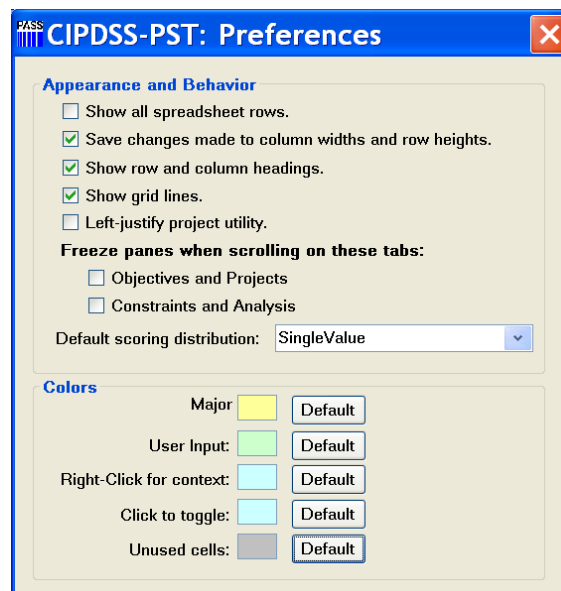 PASS
CIPDSS-PST: Preferences
Appearance and Behavior
Show all spreadsheet rows.
Save changes made to column widths and row heights.
Show row and column headings.
Show grid lines.
Left-justify project utility.
Freeze panes when scrolling on these tabs:
Objectives and Projects
Constraints and Analysis
Default scoring distribution: SingleValue
Colors
Major Default
User Input: Default
Right-Click for context: Default
Click to toggle: Default
Unused cells: Default